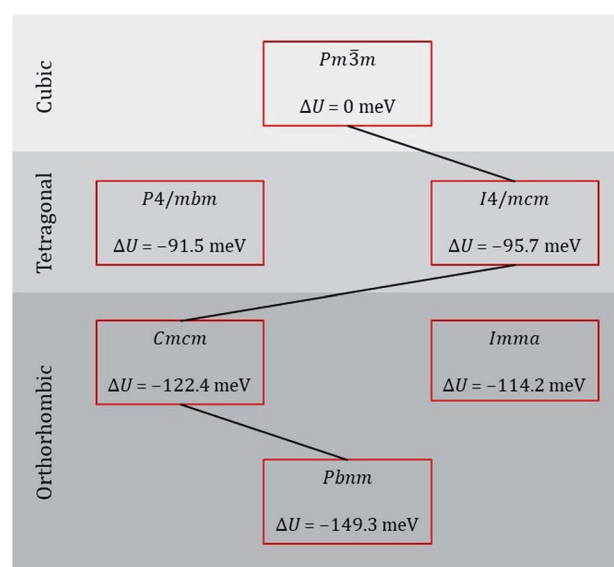 Cubic
Pm3̄m
ΔU = 0 meV
Tetragonal
P4/mbm
ΔU = −91.5 meV
I4/mcm
ΔU = −95.7 meV
Orthorhombic
Cmcm
ΔU = −122.4 meV
Imma
ΔU = −114.2 meV
Pbnm
ΔU = −149.3 meV